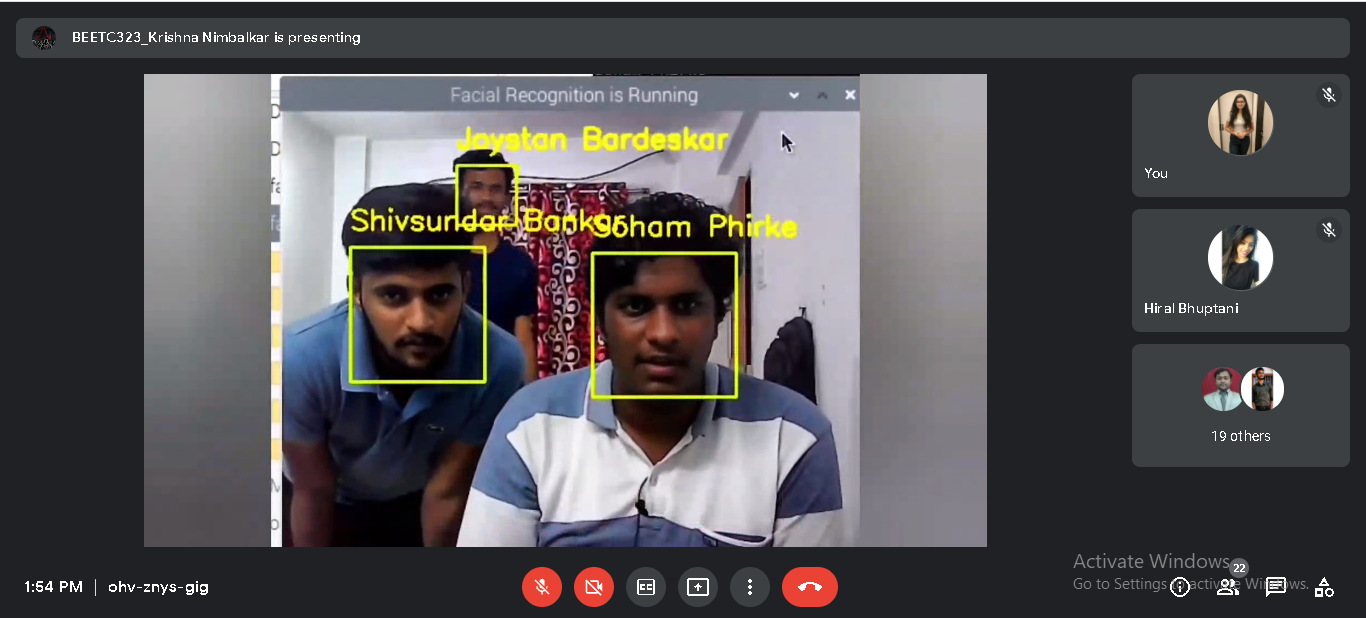 BEETC323_Krishna Nimbalkar is presenting
Facial Recognition is Running
Joystan Bardeskar
Shivsundar Bankar
Soham Phirke
You
Hiral Bhuptani
19 others
Activate Windows
Go to Settings to activate Windows.
22
1:54 PM | ohv-znys-gig